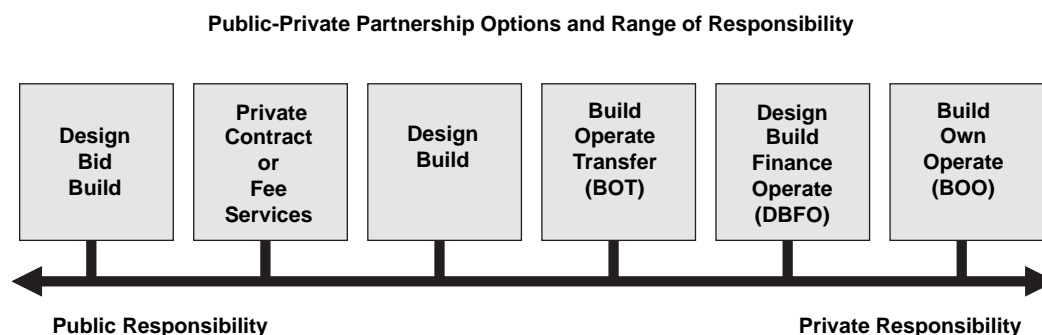 Public-Private Partnership Options and Range of Responsibility
Design
Bid
Build
Private
Contract
or
Fee
Services
Design
Build
Build
Operate
Transfer
(BOT)
Design
Build
Finance
Operate
(DBFO)
Build
Own
Operate
(BOO)
Public Responsibility
Private Responsibility